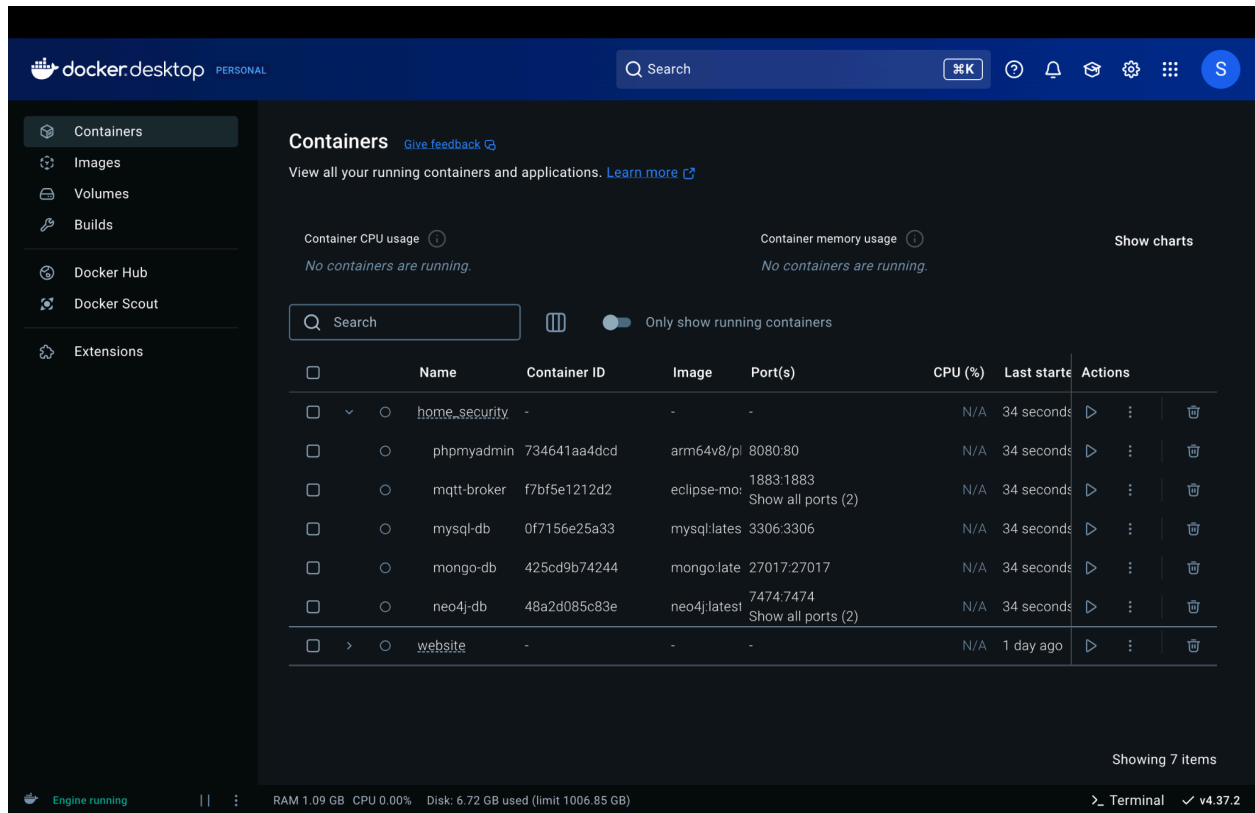 docker.desktop PERSONAL
Search ⌘K
S
Containers
Images
Volumes
Builds
Docker Hub
Docker Scout
Extensions
Containers Give feedback
View all your running containers and applications. Learn more
Container CPU usage
No containers are running.
Container memory usage
No containers are running.
Show charts
Search
Only show running containers
Name Container ID Image Port(s) CPU (%) Last starte Actions
home_security - - - N/A 34 seconds
phpmyadmin 734641aa4dcd arm64v8/pl 8080:80 N/A 34 seconds
mqtt-broker f7bf5e1212d2 eclipse-mos 1883:1883 N/A 34 seconds
Show all ports (2)
mysql-db 0f7156e25a33 mysql:lates 3306:3306 N/A 34 seconds
mongo-db 425cd9b74244 mongo:late 27017:27017 N/A 34 seconds
neo4j-db 48a2d085c83e neo4j:latest 7474:7474 N/A 34 seconds
Show all ports (2)
website - - - N/A 1 day ago
Showing 7 items
Engine running
RAM 1.09 GB CPU 0.00% Disk: 6.72 GB used (limit 1006.85 GB)
Terminal v4.37.2